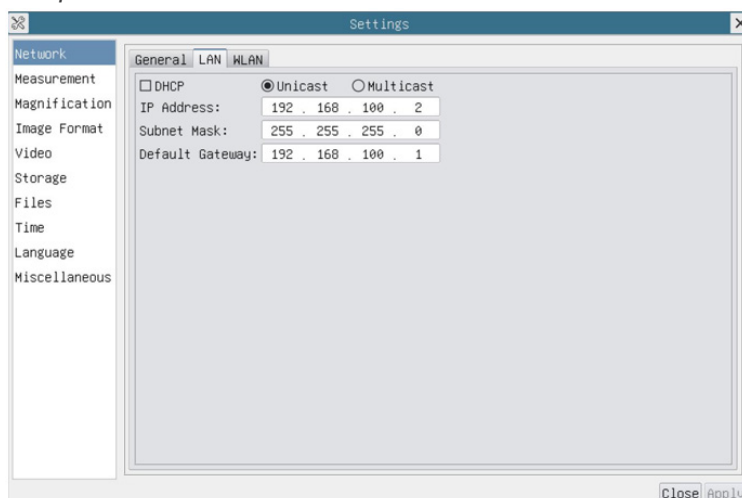 Settings
Network
Measurement
Magnification
Image Format
Video
Storage
Files
Time
Language
Miscellaneous
General LAN WLAN
DHCP Unicast Multicast
IP Address: 192 . 168 . 100 . 2
Subnet Mask: 255 . 255 . 255 . 0
Default Gateway: 192 . 168 . 100 . 1
Close Apply